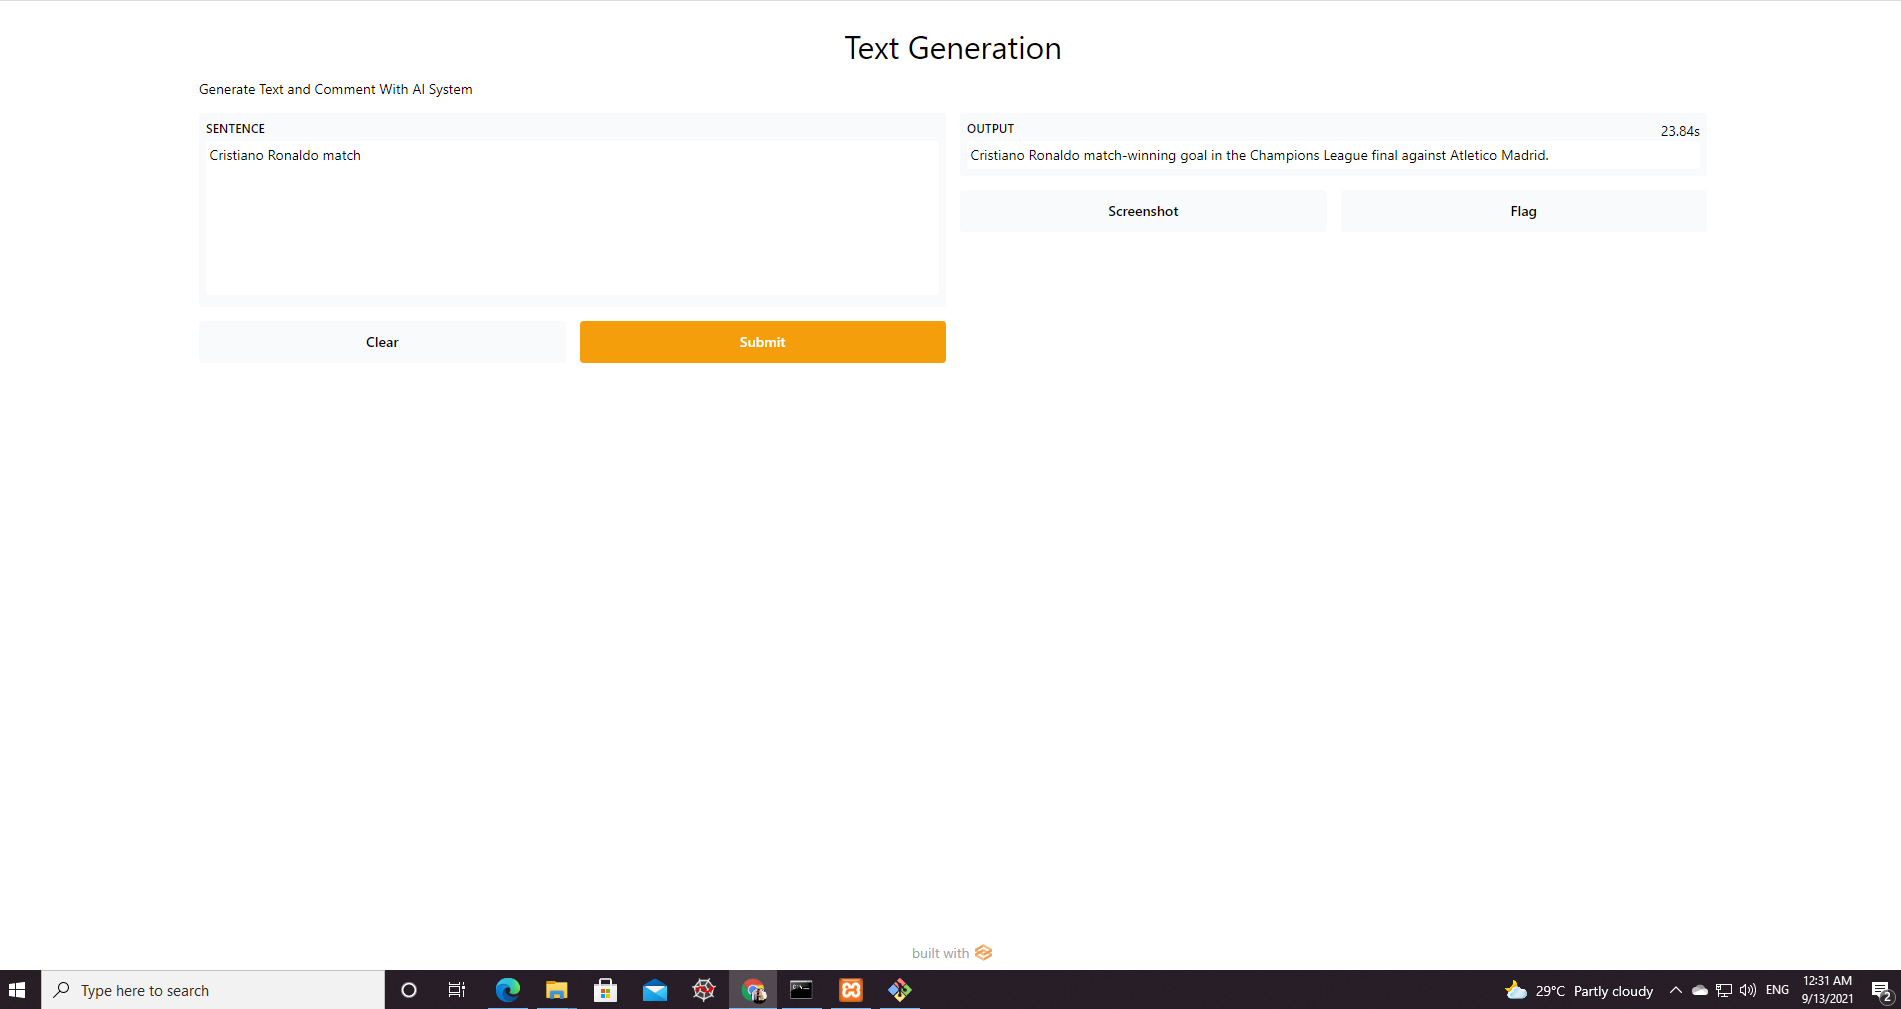 Text Generation
Generate Text and Comment With AI System
SENTENCE
Cristiano Ronaldo match
Clear
Submit
OUTPUT
23.84s
Cristiano Ronaldo match-winning goal in the Champions League final against Atletico Madrid.
Screenshot
Flag
built with
Type here to search
29°C Partly cloudy
ENG
12:31 AM
9/13/2021
2